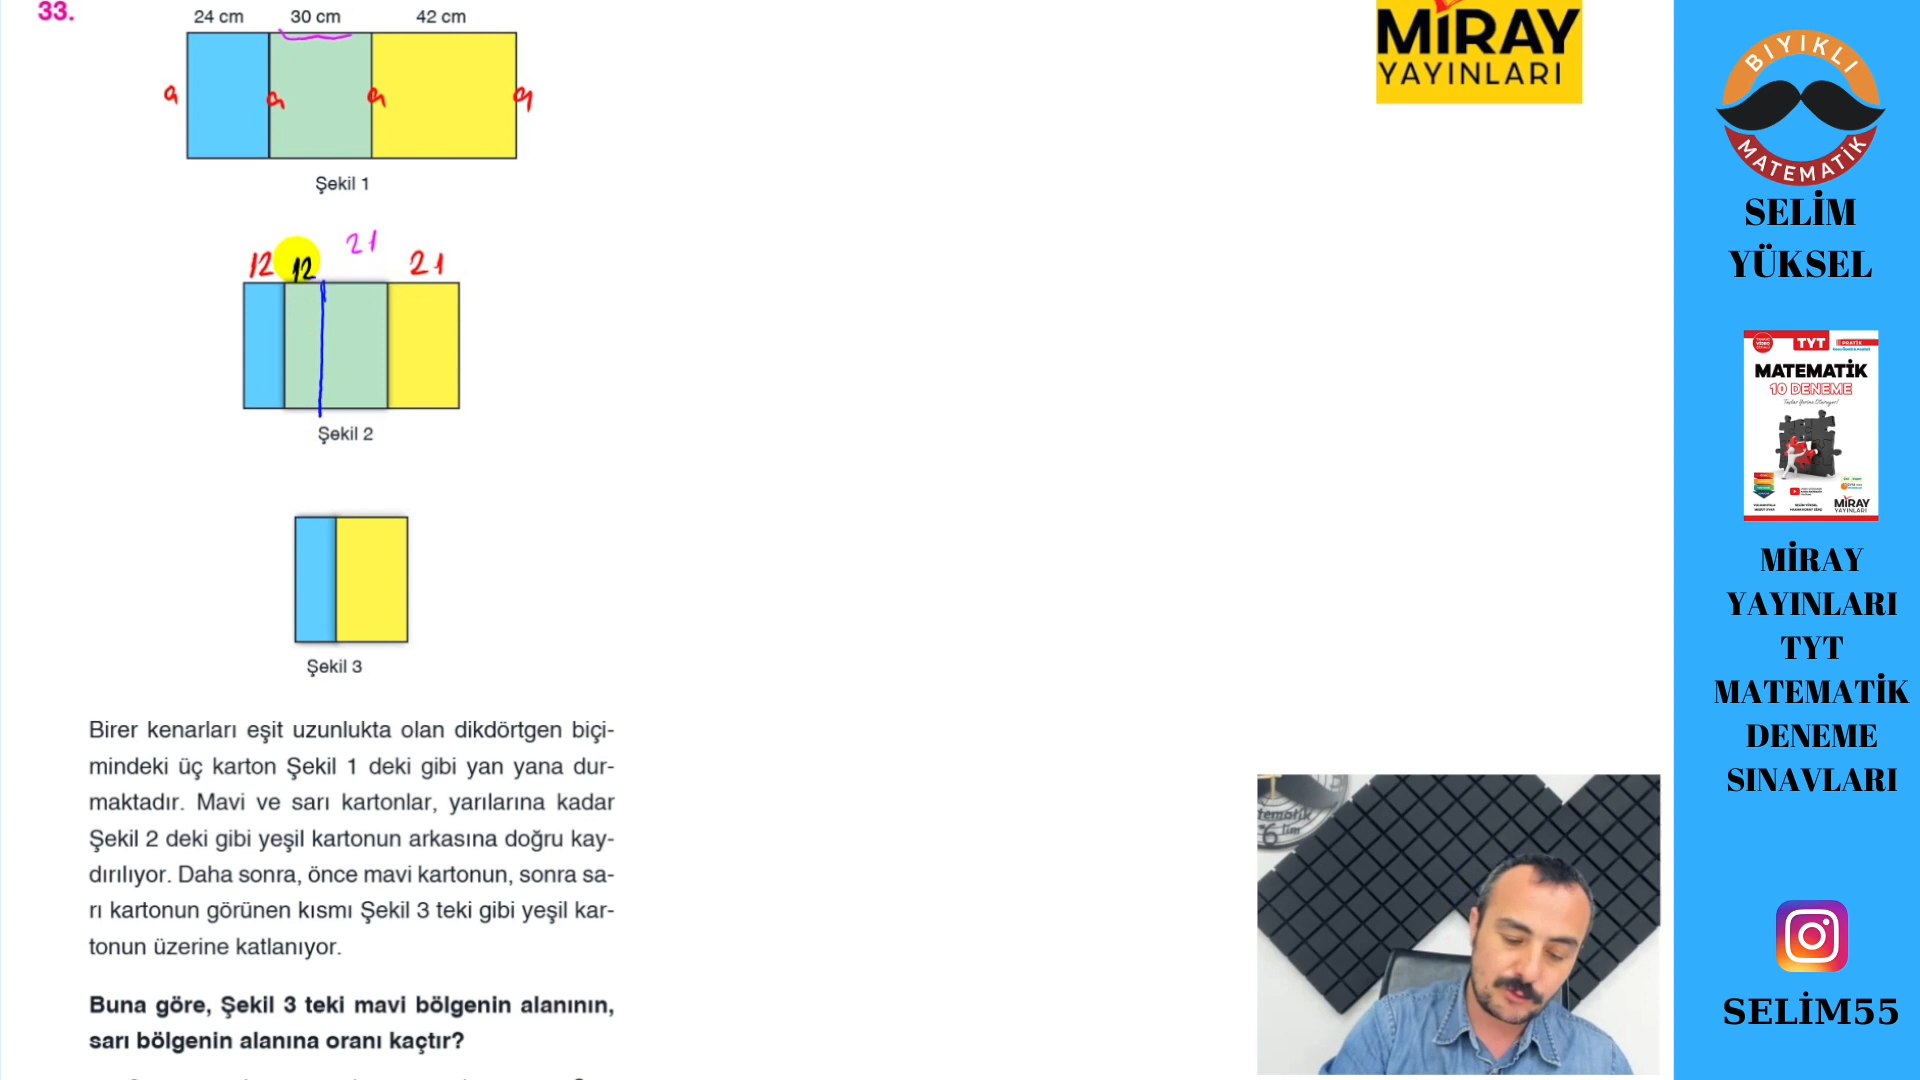 33.
24 cm 30 cm 42 cm
a a a a
Şekil 1
12 12 21 21
Şekil 2
Şekil 3
Birer kenarları eşit uzunlukta olan dikdörtgen biçi-
mindeki üç karton Şekil 1 deki gibi yan yana dur-
maktadır. Mavi ve sarı kartonlar, yarılarına kadar
Şekil 2 deki gibi yeşil kartonun arkasına doğru kay-
dırılıyor. Daha sonra, önce mavi kartonun, sonra sa-
rı kartonun görünen kısmı Şekil 3 teki gibi yeşil kar-
tonun üzerine katlanıyor.
Buna göre, Şekil 3 teki mavi bölgenin alanının,
sarı bölgenin alanına oranı kaçtır?
MİRAY
YAYINLARI
BIYIKLI
MATEMATİK
SELİM
YÜKSEL
TYT
PRATİK
MATEMATİK
10 DENEME
MİRAY
YAYINLARI
MİRAY
YAYINLARI
TYT
MATEMATİK
DENEME
SINAVLARI
SELİM55